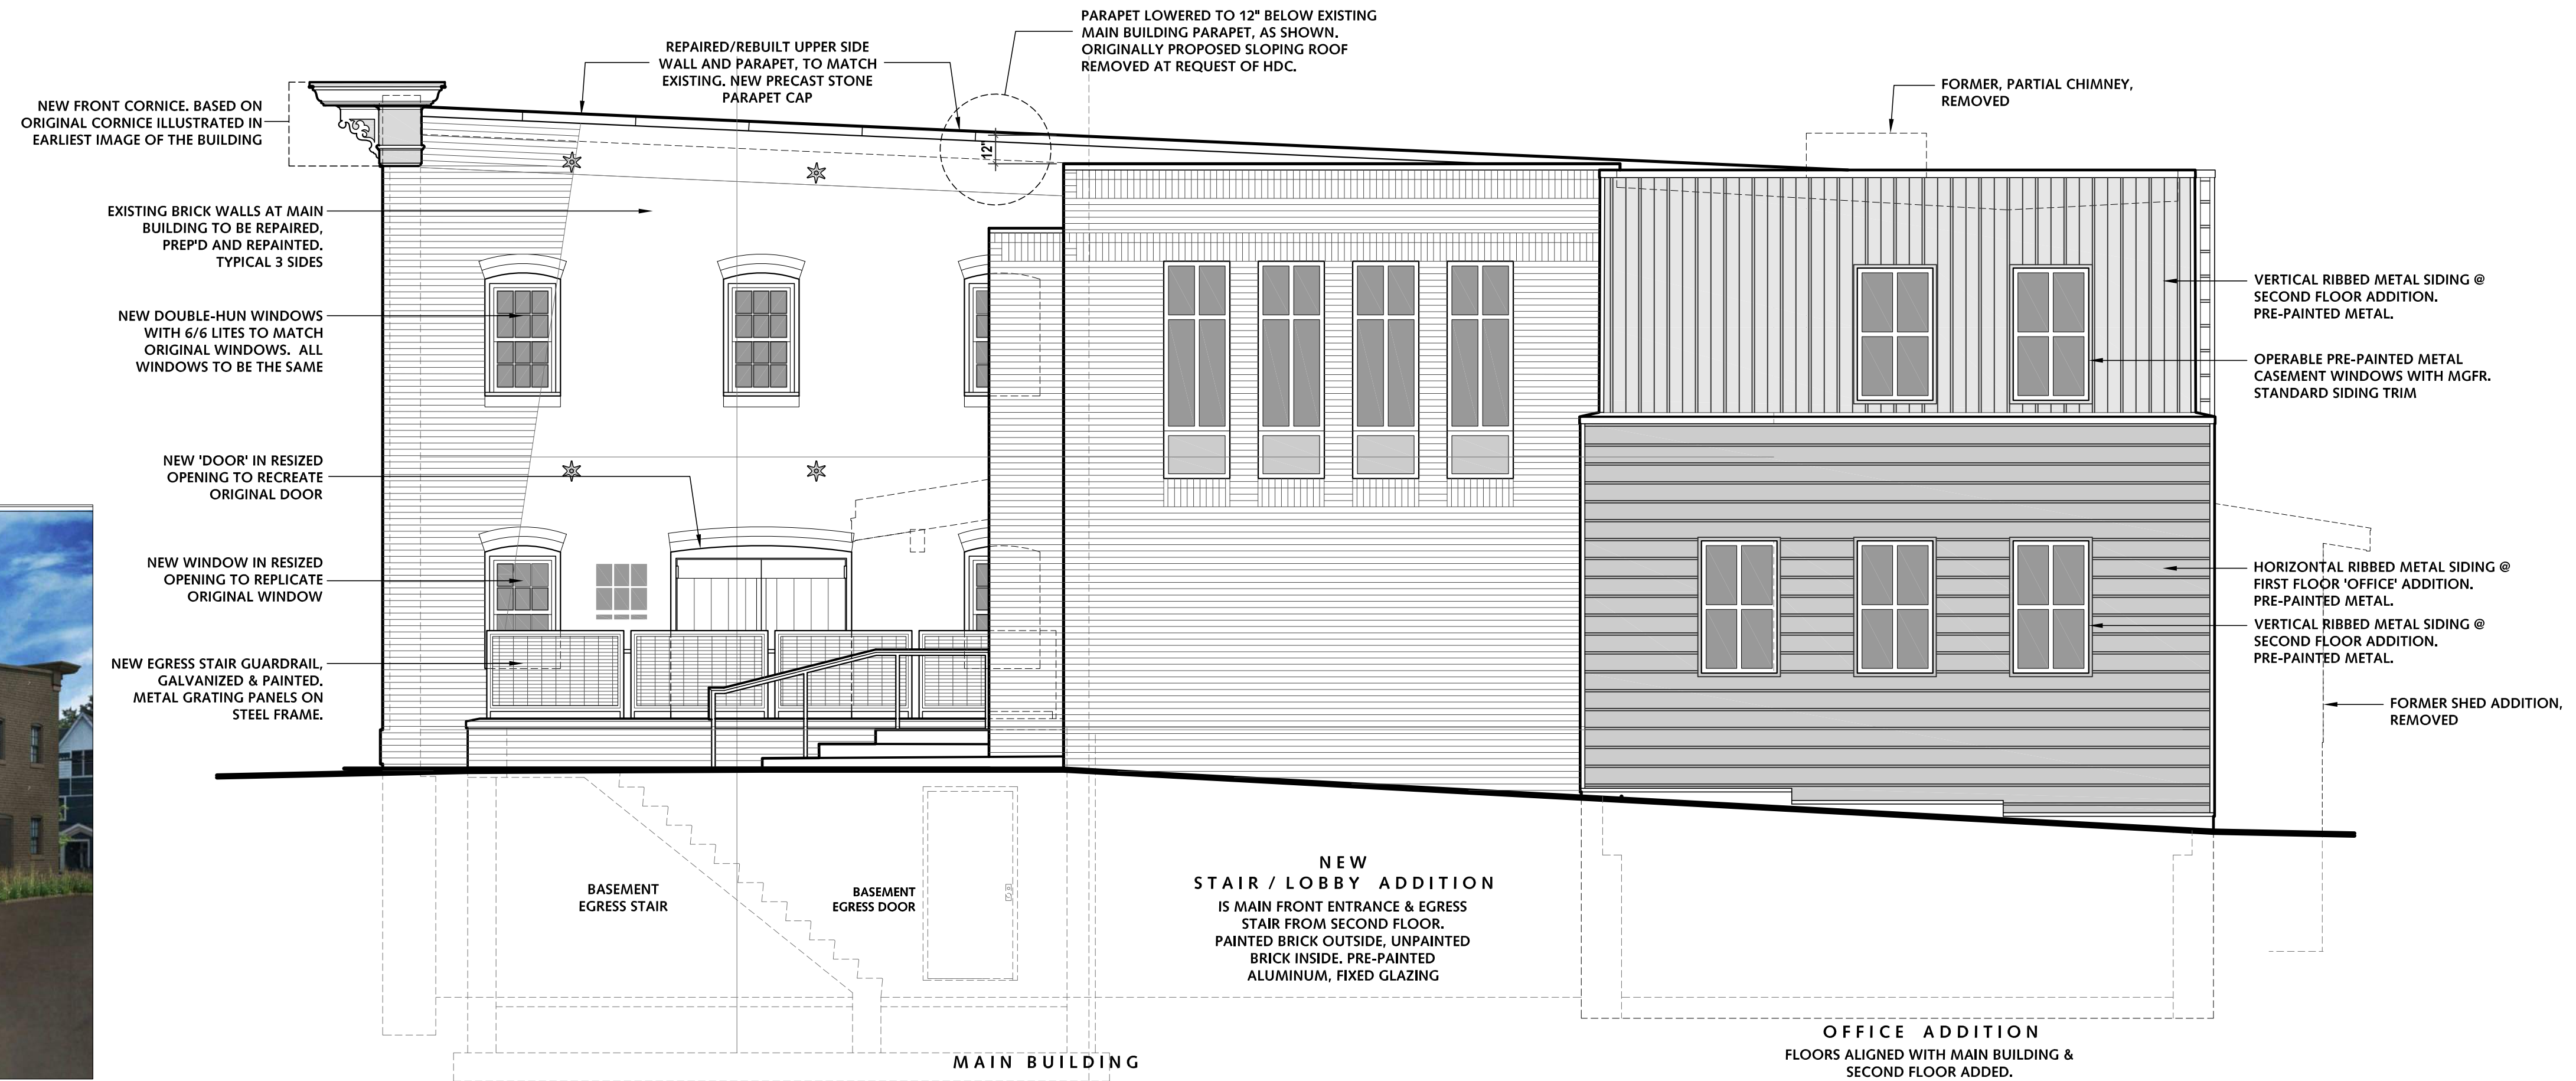 PARAPET LOWERED TO 12" BELOW EXISTING
MAIN BUILDING PARAPET, AS SHOWN.
ORIGINALLY PROPOSED SLOPING ROOF
REMOVED AT REQUEST OF HDC.
REPAIRED/REBUILT UPPER SIDE
WALL AND PARAPET, TO MATCH
EXISTING. NEW PRECAST STONE
PARAPET CAP
FORMER, PARTIAL CHIMNEY,
REMOVED
NEW FRONT CORNICE. BASED ON
ORIGINAL CORNICE ILLUSTRATED IN
EARLIEST IMAGE OF THE BUILDING
12"
EXISTING BRICK WALLS AT MAIN
BUILDING TO BE REPAIRED,
PREP'D AND REPAINTED.
TYPICAL 3 SIDES
NEW DOUBLE-HUN WINDOWS
WITH 6/6 LITES TO MATCH
ORIGINAL WINDOWS.  ALL
WINDOWS TO BE THE SAME
NEW 'DOOR' IN RESIZED
OPENING TO RECREATE
ORIGINAL DOOR
NEW WINDOW IN RESIZED
OPENING TO REPLICATE
ORIGINAL WINDOW
NEW EGRESS STAIR GUARDRAIL,
GALVANIZED & PAINTED.
METAL GRATING PANELS ON
STEEL FRAME.
VERTICAL RIBBED METAL SIDING @
SECOND FLOOR ADDITION.
PRE-PAINTED METAL.
OPERABLE PRE-PAINTED METAL
CASEMENT WINDOWS WITH MGFR.
STANDARD SIDING TRIM
HORIZONTAL RIBBED METAL SIDING @
FIRST FLOOR 'OFFICE' ADDITION.
PRE-PAINTED METAL.
VERTICAL RIBBED METAL SIDING @
SECOND FLOOR ADDITION.
PRE-PAINTED METAL.
FORMER SHED ADDITION,
REMOVED
BASEMENT
EGRESS STAIR
BASEMENT
EGRESS DOOR
NEW
STAIR / LOBBY ADDITION
IS MAIN FRONT ENTRANCE & EGRESS
STAIR FROM SECOND FLOOR.
PAINTED BRICK OUTSIDE, UNPAINTED
BRICK INSIDE. PRE-PAINTED
ALUMINUM, FIXED GLAZING
MAIN BUILDING
OFFICE ADDITION
FLOORS ALIGNED WITH MAIN BUILDING &
SECOND FLOOR ADDED.